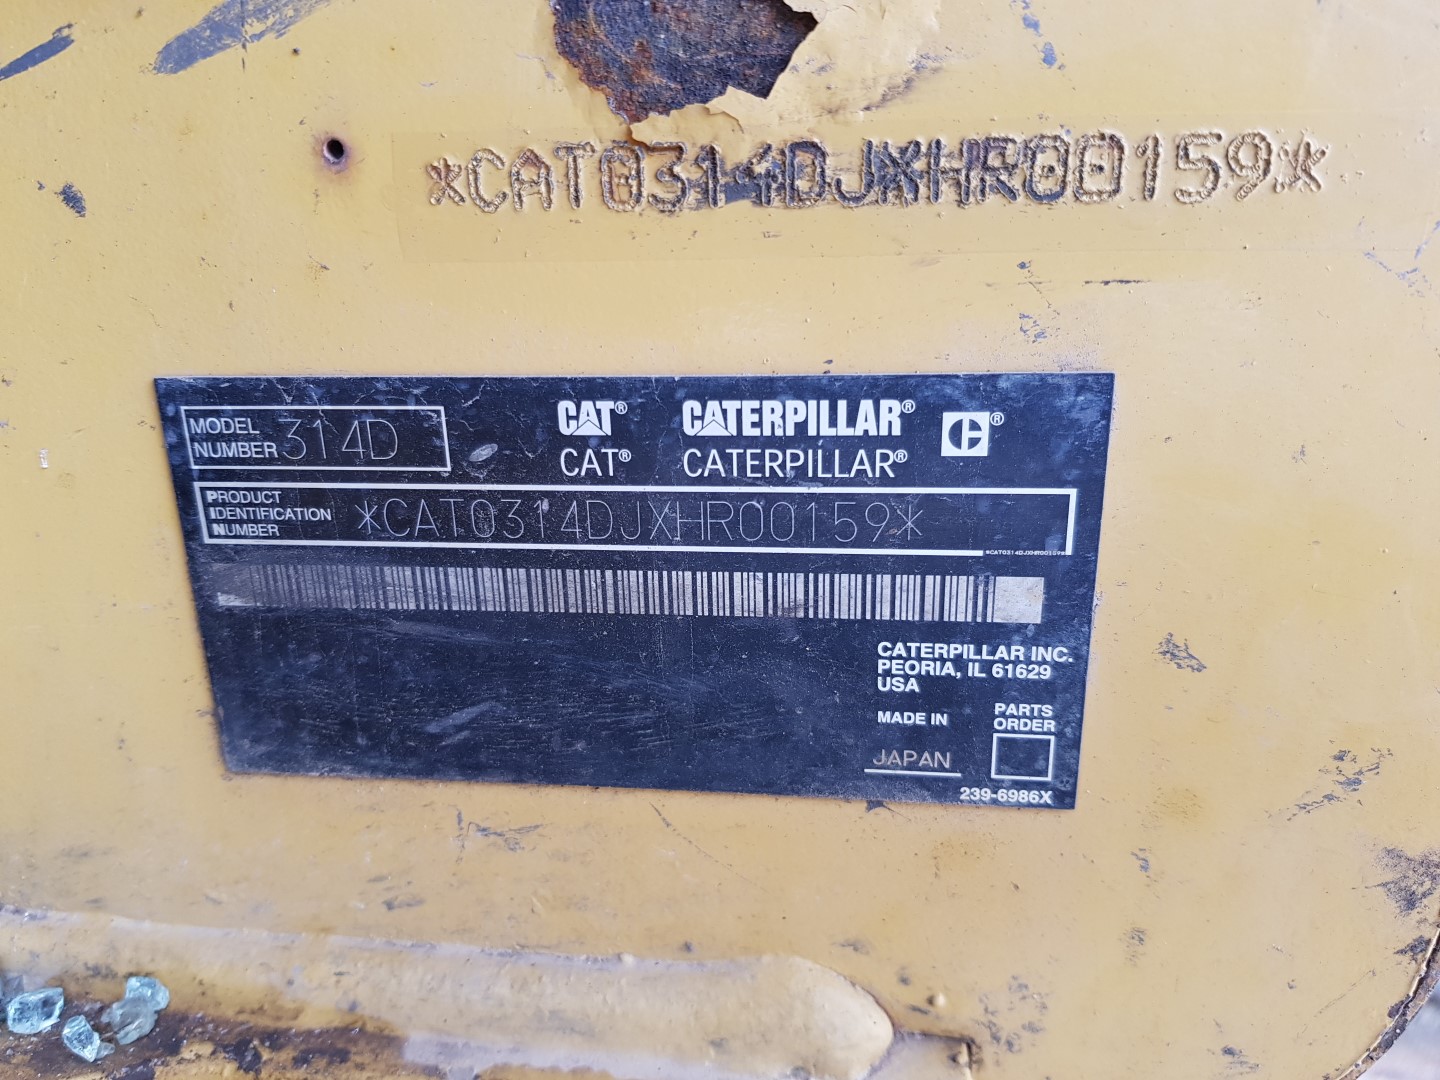 *CAT0314DJXHR00159*
MODEL NUMBER 314D
CAT® CATERPILLAR® C®
CAT® CATERPILLAR®
PRODUCT IDENTIFICATION NUMBER *CAT0314DJXHR00159*
*CAT0314DJXHR00159*
CATERPILLAR INC.
PEORIA, IL 61629
USA
MADE IN
JAPAN
PARTS
ORDER
239-6986X